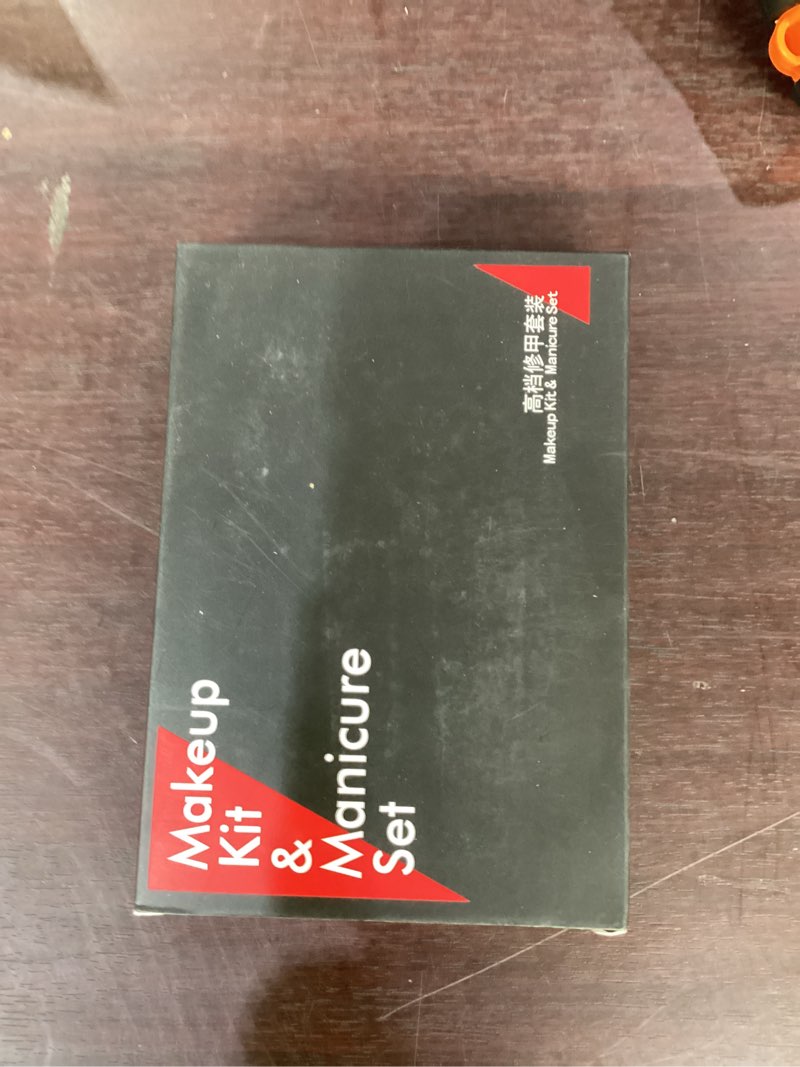 Makeup
Kit
&
Manicure
Set
高档修甲套装
Makeup Kit & Manicure Set